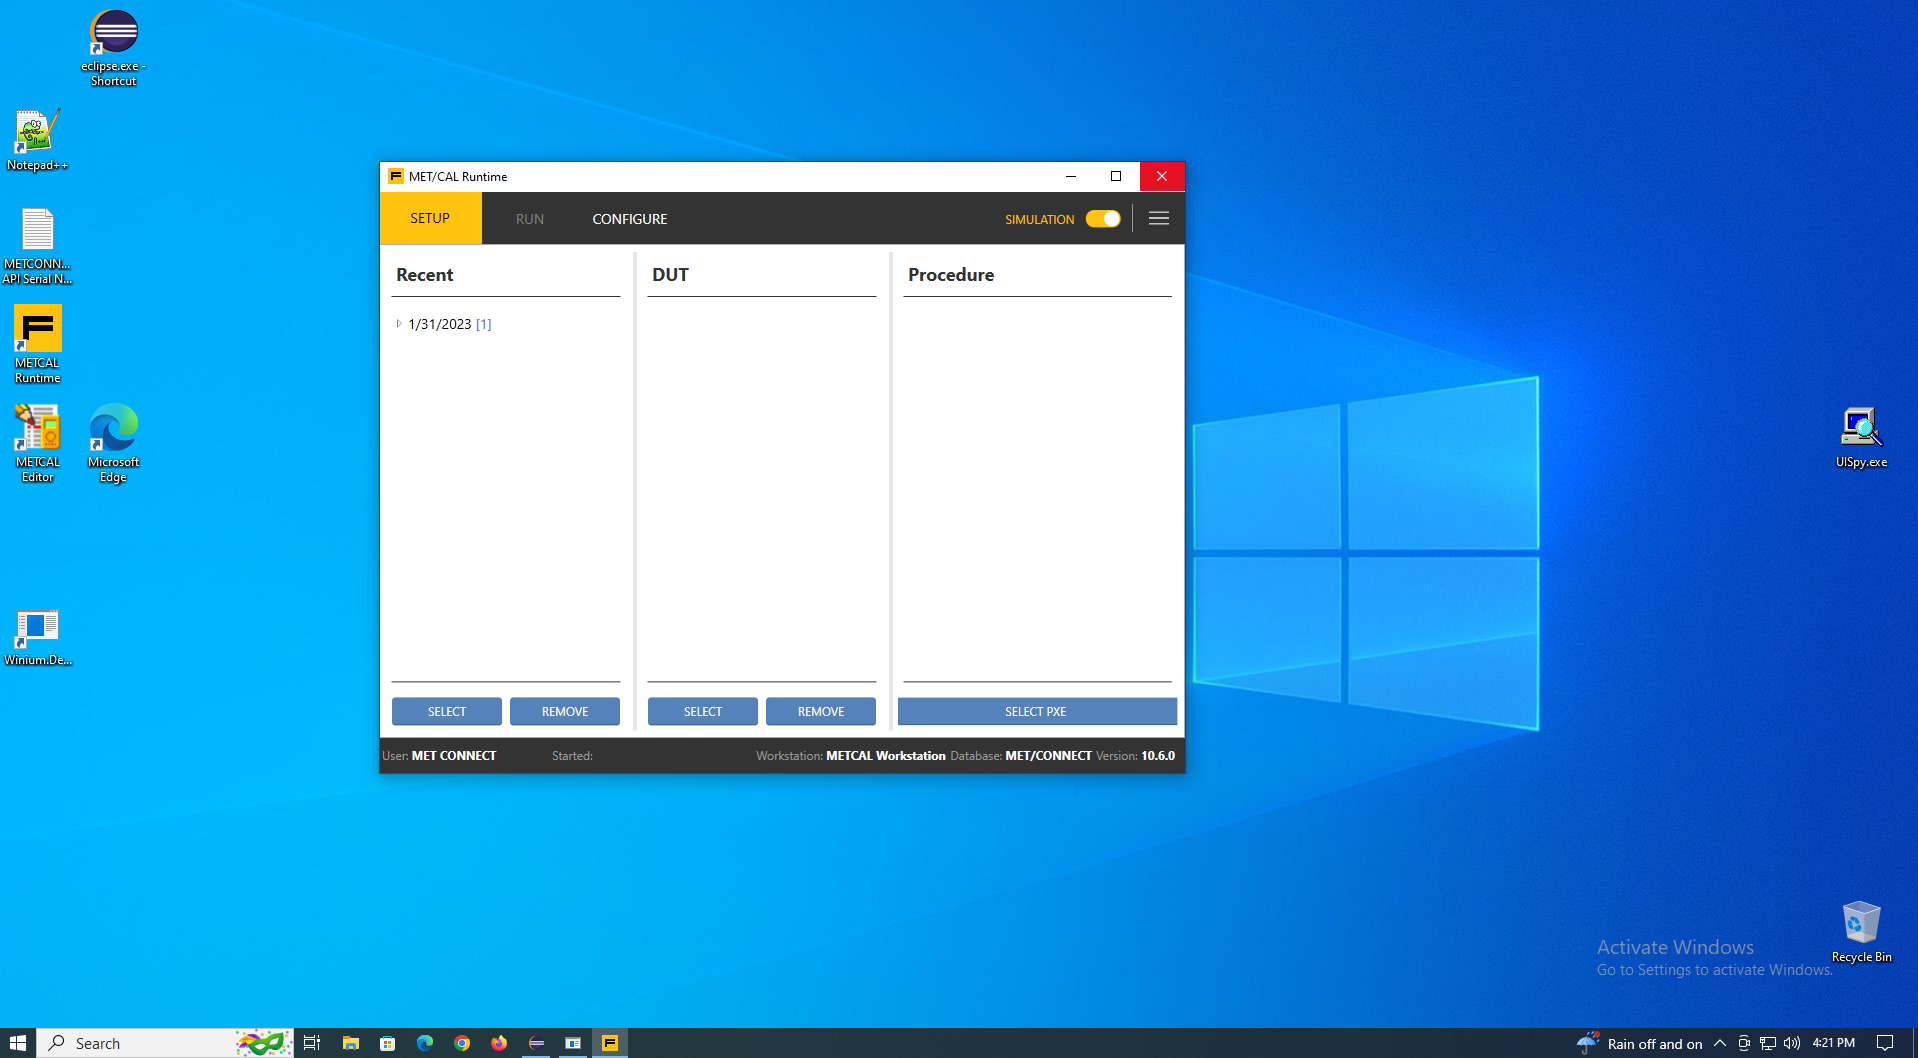 eclipse.exe -
Shortcut
Notepad++
METCONN...
API Serial N...
METCAL
Runtime
METCAL
Editor
Microsoft
Edge
Winium.De...
MET/CAL Runtime
SETUP
RUN
CONFIGURE
SIMULATION
Recent
DUT
Procedure
1/31/2023 [1]
SELECT
REMOVE
SELECT
REMOVE
SELECT PXE
User: MET CONNECT
Started:
Workstation: METCAL Workstation Database: MET/CONNECT Version: 10.6.0
UISpy.exe
Activate Windows
Go to Settings to activate Windows.
Recycle Bin
Search
Rain off and on
4:21 PM